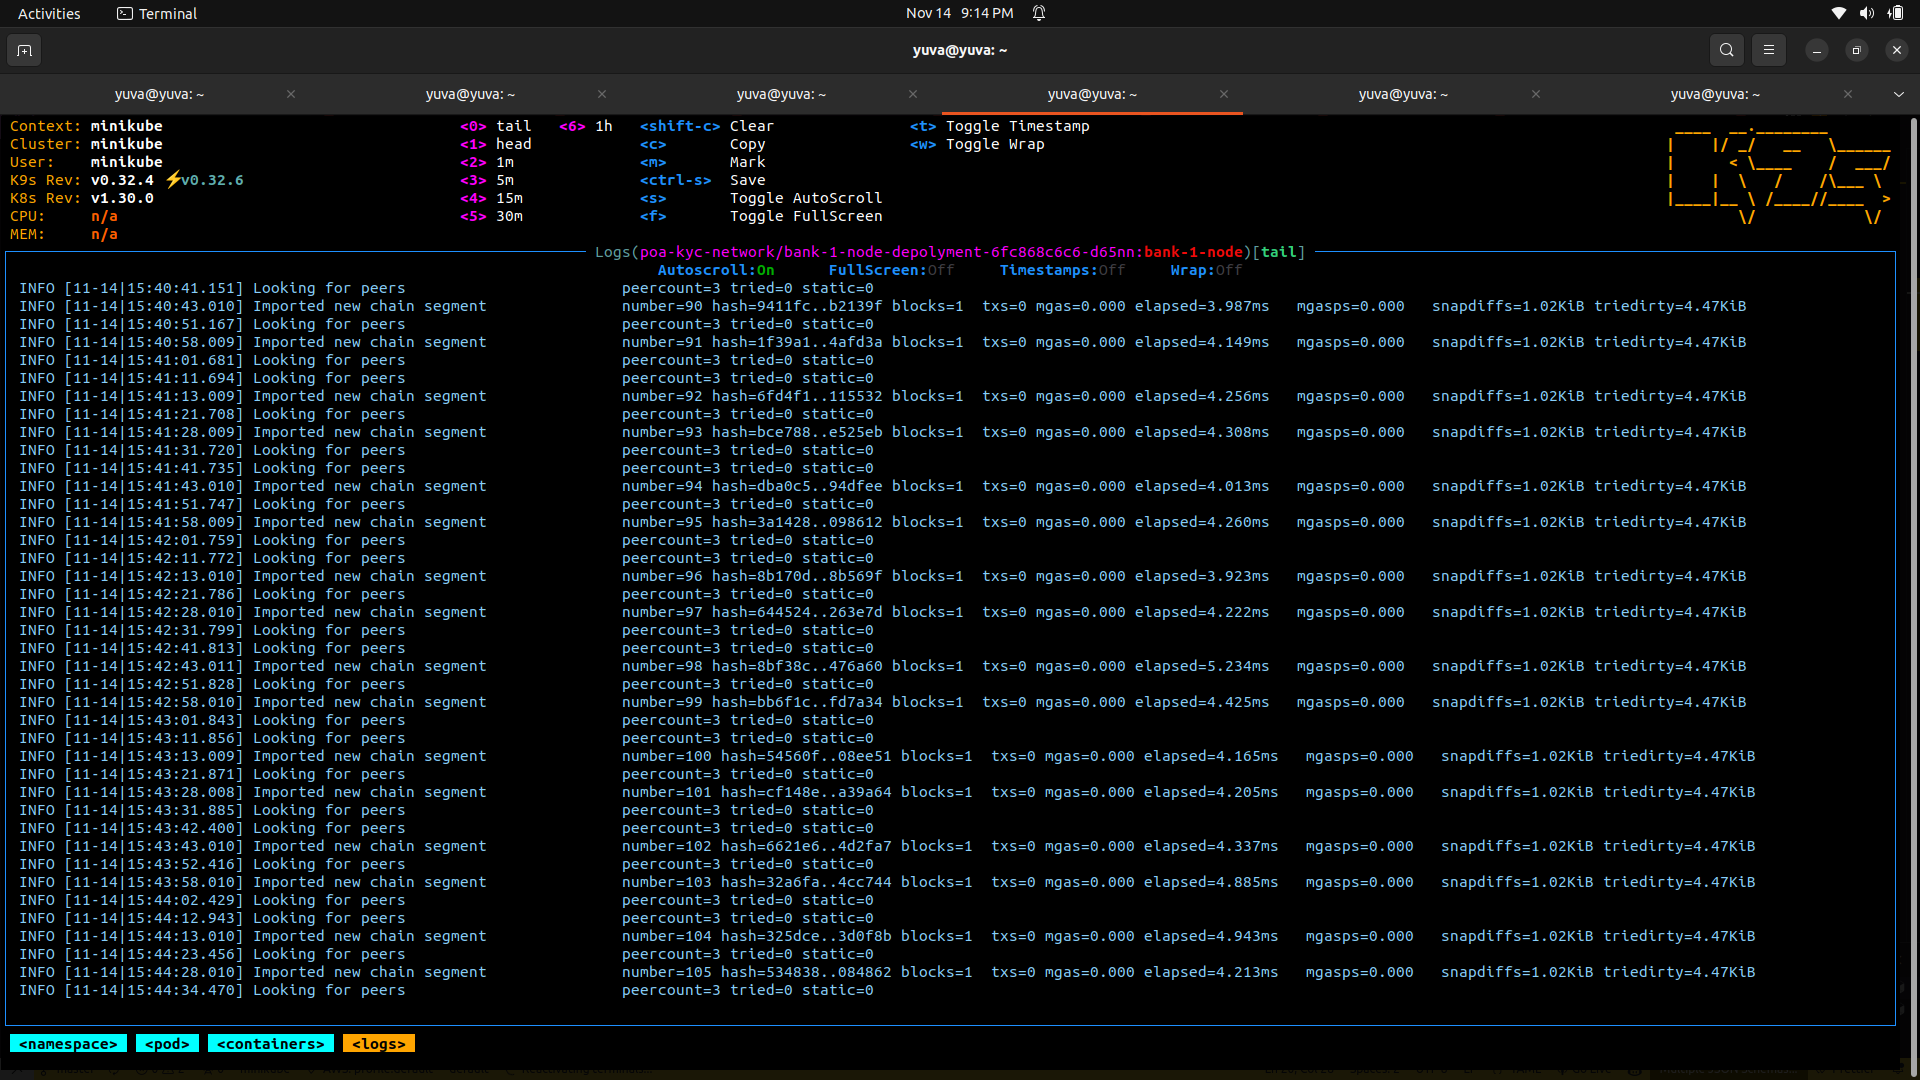 Activities Terminal Nov 14 9:14 PM
yuva@yuva: ~
yuva@yuva: ~ yuva@yuva: ~ yuva@yuva: ~ yuva@yuva: ~ yuva@yuva: ~ yuva@yuva: ~
Context: minikube <0> tail <6> 1h <shift-c> Clear <t> Toggle Timestamp
Cluster: minikube <1> head <c> Copy <w> Toggle Wrap
User: minikube <2> 1m <m> Mark
K9s Rev: v0.32.4 ⚡v0.32.6 <3> 5m <ctrl-s> Save
K8s Rev: v1.30.0 <4> 15m <s> Toggle AutoScroll
CPU: n/a <5> 30m <f> Toggle FullScreen
MEM: n/a
Logs(poa-kyc-network/bank-1-node-depolyment-6fc868c6c6-d65nn:bank-1-node)[tail]
Autoscroll:On FullScreen:Off Timestamps:Off Wrap:Off
INFO [11-14|15:40:41.151] Looking for peers peercount=3 tried=0 static=0
INFO [11-14|15:40:43.010] Imported new chain segment number=90 hash=9411fc..b2139f blocks=1 txs=0 mgas=0.000 elapsed=3.987ms mgasps=0.000 snapdiffs=1.02KiB triedirty=4.47KiB
INFO [11-14|15:40:51.167] Looking for peers peercount=3 tried=0 static=0
INFO [11-14|15:40:58.009] Imported new chain segment number=91 hash=1f39a1..4afd3a blocks=1 txs=0 mgas=0.000 elapsed=4.149ms mgasps=0.000 snapdiffs=1.02KiB triedirty=4.47KiB
INFO [11-14|15:41:01.681] Looking for peers peercount=3 tried=0 static=0
INFO [11-14|15:41:11.694] Looking for peers peercount=3 tried=0 static=0
INFO [11-14|15:41:13.009] Imported new chain segment number=92 hash=6fd4f1..115532 blocks=1 txs=0 mgas=0.000 elapsed=4.256ms mgasps=0.000 snapdiffs=1.02KiB triedirty=4.47KiB
INFO [11-14|15:41:21.708] Looking for peers peercount=3 tried=0 static=0
INFO [11-14|15:41:28.009] Imported new chain segment number=93 hash=bce788..e525eb blocks=1 txs=0 mgas=0.000 elapsed=4.308ms mgasps=0.000 snapdiffs=1.02KiB triedirty=4.47KiB
INFO [11-14|15:41:31.720] Looking for peers peercount=3 tried=0 static=0
INFO [11-14|15:41:41.735] Looking for peers peercount=3 tried=0 static=0
INFO [11-14|15:41:43.010] Imported new chain segment number=94 hash=dba0c5..94dfee blocks=1 txs=0 mgas=0.000 elapsed=4.013ms mgasps=0.000 snapdiffs=1.02KiB triedirty=4.47KiB
INFO [11-14|15:41:51.747] Looking for peers peercount=3 tried=0 static=0
INFO [11-14|15:41:58.009] Imported new chain segment number=95 hash=3a1428..098612 blocks=1 txs=0 mgas=0.000 elapsed=4.260ms mgasps=0.000 snapdiffs=1.02KiB triedirty=4.47KiB
INFO [11-14|15:42:01.759] Looking for peers peercount=3 tried=0 static=0
INFO [11-14|15:42:11.772] Looking for peers peercount=3 tried=0 static=0
INFO [11-14|15:42:13.010] Imported new chain segment number=96 hash=8b170d..8b569f blocks=1 txs=0 mgas=0.000 elapsed=3.923ms mgasps=0.000 snapdiffs=1.02KiB triedirty=4.47KiB
INFO [11-14|15:42:21.786] Looking for peers peercount=3 tried=0 static=0
INFO [11-14|15:42:28.010] Imported new chain segment number=97 hash=644524..263e7d blocks=1 txs=0 mgas=0.000 elapsed=4.222ms mgasps=0.000 snapdiffs=1.02KiB triedirty=4.47KiB
INFO [11-14|15:42:31.799] Looking for peers peercount=3 tried=0 static=0
INFO [11-14|15:42:41.813] Looking for peers peercount=3 tried=0 static=0
INFO [11-14|15:42:43.011] Imported new chain segment number=98 hash=8bf38c..476a60 blocks=1 txs=0 mgas=0.000 elapsed=5.234ms mgasps=0.000 snapdiffs=1.02KiB triedirty=4.47KiB
INFO [11-14|15:42:51.828] Looking for peers peercount=3 tried=0 static=0
INFO [11-14|15:42:58.010] Imported new chain segment number=99 hash=bb6f1c..fd7a34 blocks=1 txs=0 mgas=0.000 elapsed=4.425ms mgasps=0.000 snapdiffs=1.02KiB triedirty=4.47KiB
INFO [11-14|15:43:01.843] Looking for peers peercount=3 tried=0 static=0
INFO [11-14|15:43:11.856] Looking for peers peercount=3 tried=0 static=0
INFO [11-14|15:43:13.009] Imported new chain segment number=100 hash=54560f..08ee51 blocks=1 txs=0 mgas=0.000 elapsed=4.165ms mgasps=0.000 snapdiffs=1.02KiB triedirty=4.47KiB
INFO [11-14|15:43:21.871] Looking for peers peercount=3 tried=0 static=0
INFO [11-14|15:43:28.008] Imported new chain segment number=101 hash=cf148e..a39a64 blocks=1 txs=0 mgas=0.000 elapsed=4.205ms mgasps=0.000 snapdiffs=1.02KiB triedirty=4.47KiB
INFO [11-14|15:43:31.885] Looking for peers peercount=3 tried=0 static=0
INFO [11-14|15:43:42.400] Looking for peers peercount=3 tried=0 static=0
INFO [11-14|15:43:43.010] Imported new chain segment number=102 hash=6621e6..4d2fa7 blocks=1 txs=0 mgas=0.000 elapsed=4.337ms mgasps=0.000 snapdiffs=1.02KiB triedirty=4.47KiB
INFO [11-14|15:43:52.416] Looking for peers peercount=3 tried=0 static=0
INFO [11-14|15:43:58.010] Imported new chain segment number=103 hash=32a6fa..4cc744 blocks=1 txs=0 mgas=0.000 elapsed=4.885ms mgasps=0.000 snapdiffs=1.02KiB triedirty=4.47KiB
INFO [11-14|15:44:02.429] Looking for peers peercount=3 tried=0 static=0
INFO [11-14|15:44:12.943] Looking for peers peercount=3 tried=0 static=0
INFO [11-14|15:44:13.010] Imported new chain segment number=104 hash=325dce..3d0f8b blocks=1 txs=0 mgas=0.000 elapsed=4.943ms mgasps=0.000 snapdiffs=1.02KiB triedirty=4.47KiB
INFO [11-14|15:44:23.456] Looking for peers peercount=3 tried=0 static=0
INFO [11-14|15:44:28.010] Imported new chain segment number=105 hash=534838..084862 blocks=1 txs=0 mgas=0.000 elapsed=4.213ms mgasps=0.000 snapdiffs=1.02KiB triedirty=4.47KiB
INFO [11-14|15:44:34.470] Looking for peers peercount=3 tried=0 static=0
<namespace> <pod> <containers> <logs>